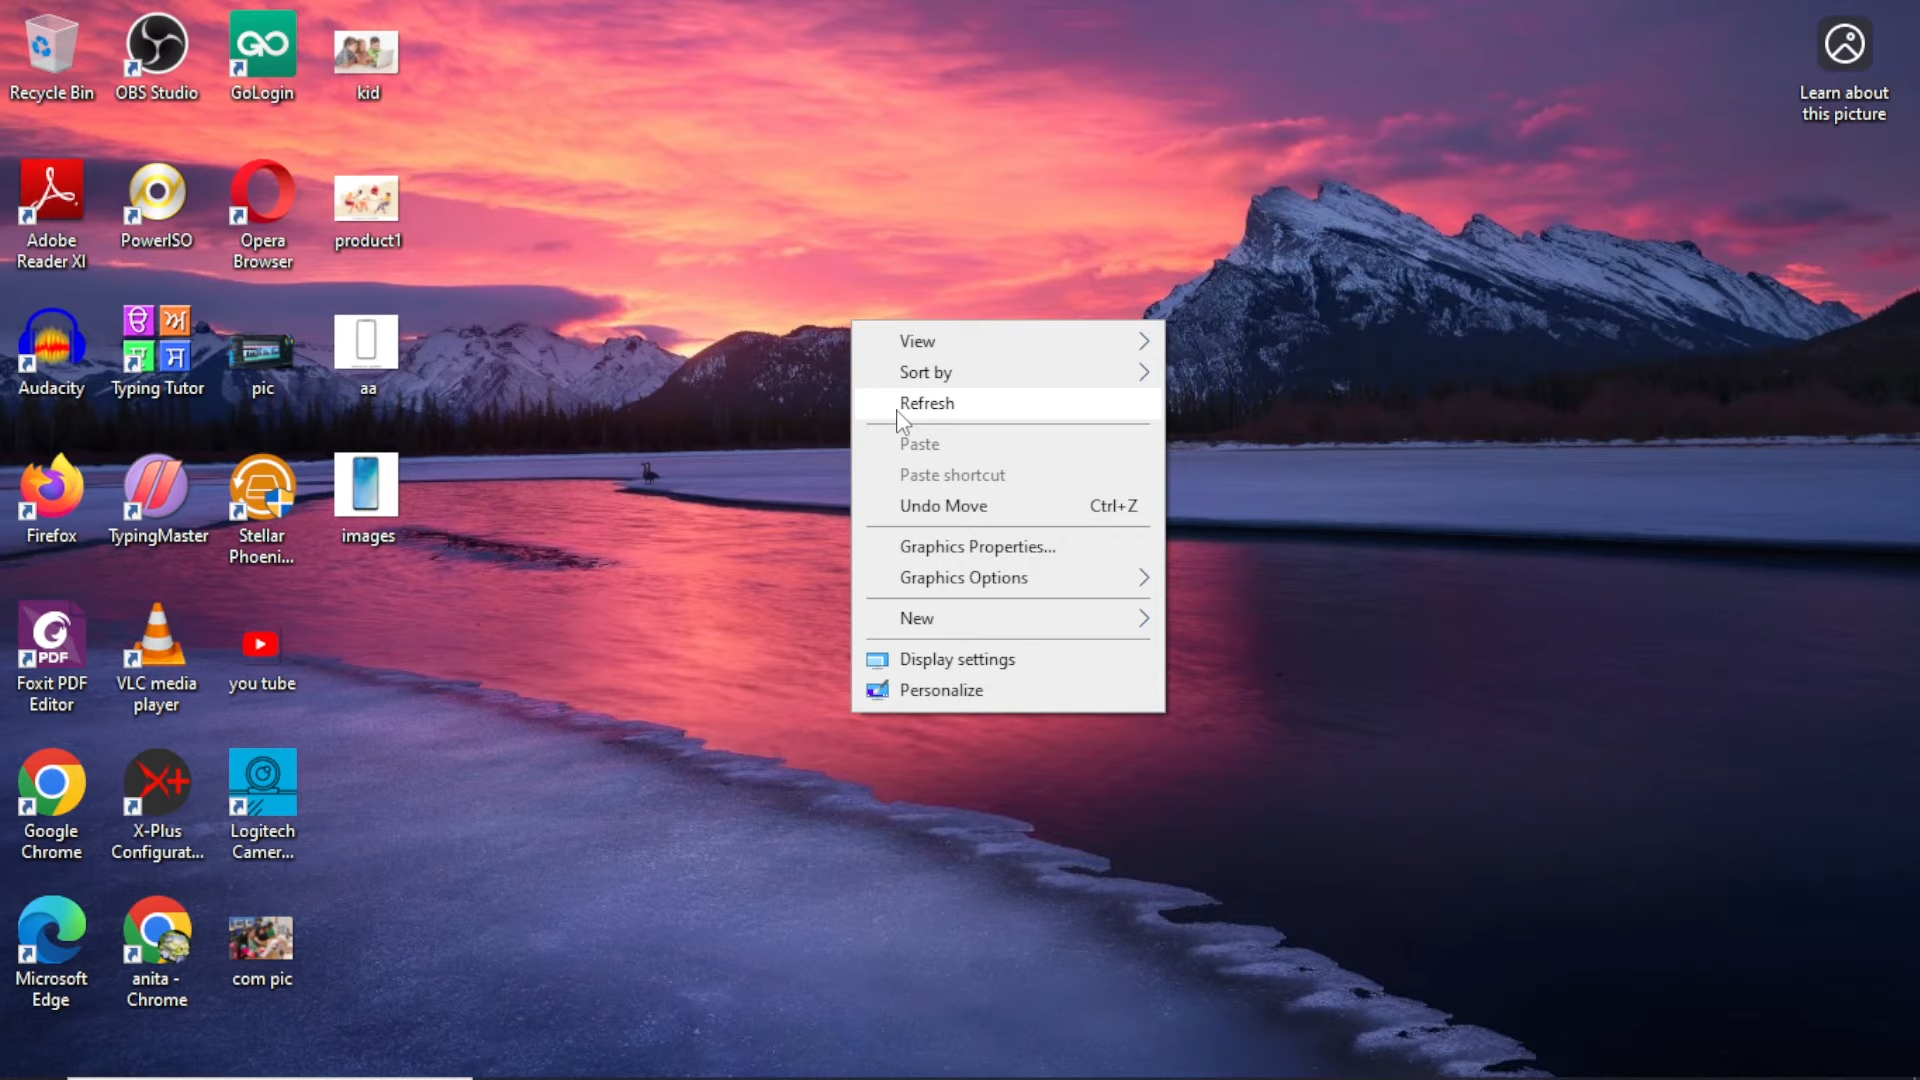 Recycle Bin
OBS Studio
GoLogin
kid
Learn about
this picture
Adobe
Reader XI
PowerISO
Opera
Browser
product1
Audacity
Typing Tutor
pic
aa
ੳ ਅ
ੲ ਸ
Firefox
TypingMaster
Stellar
Phoeni...
images
PDF
Foxit PDF
Editor
VLC media
player
you tube
Google
Chrome
X+
X-Plus
Configurat...
Logitech
Camer...
Microsoft
Edge
anita -
Chrome
com pic
View
Sort by
Refresh
Paste
Paste shortcut
Undo Move Ctrl+Z
Graphics Properties...
Graphics Options
New
Display settings
Personalize